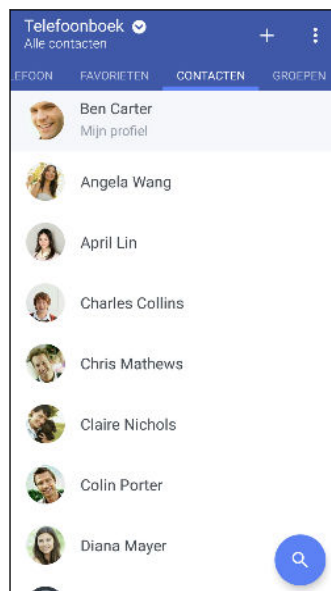 Telefoonboek
Alle contacten
LEFOON FAVORIETEN CONTACTEN GROEPEN
Ben Carter
Mijn profiel
Angela Wang
April Lin
Charles Collins
Chris Mathews
Claire Nichols
Colin Porter
Diana Mayer